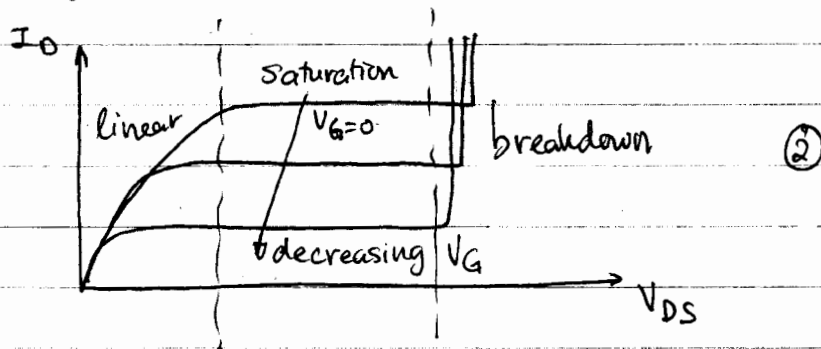 I_D
saturation
linear
V_G=0
breakdown
②
decreasing V_G
V_DS